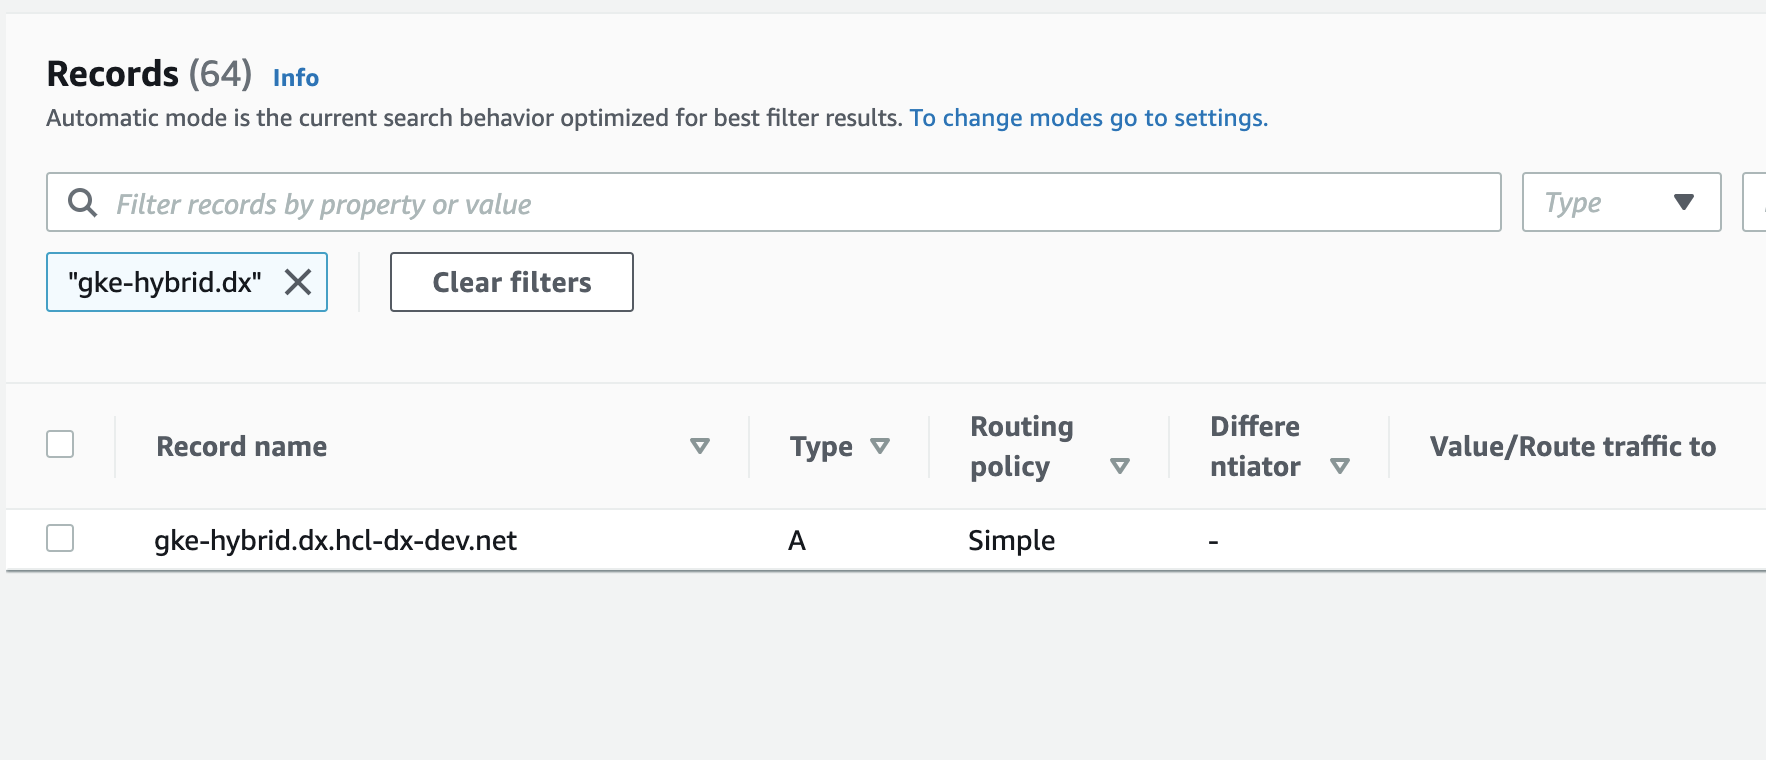 Records (64) Info
Automatic mode is the current search behavior optimized for best filter results. To change modes go to settings.
Filter records by property or value
Type
"gke-hybrid.dx"
Clear filters
Record name
Type
Routing
policy
Differe
ntiator
Value/Route traffic to
gke-hybrid.dx.hcl-dx-dev.net
A
Simple
-